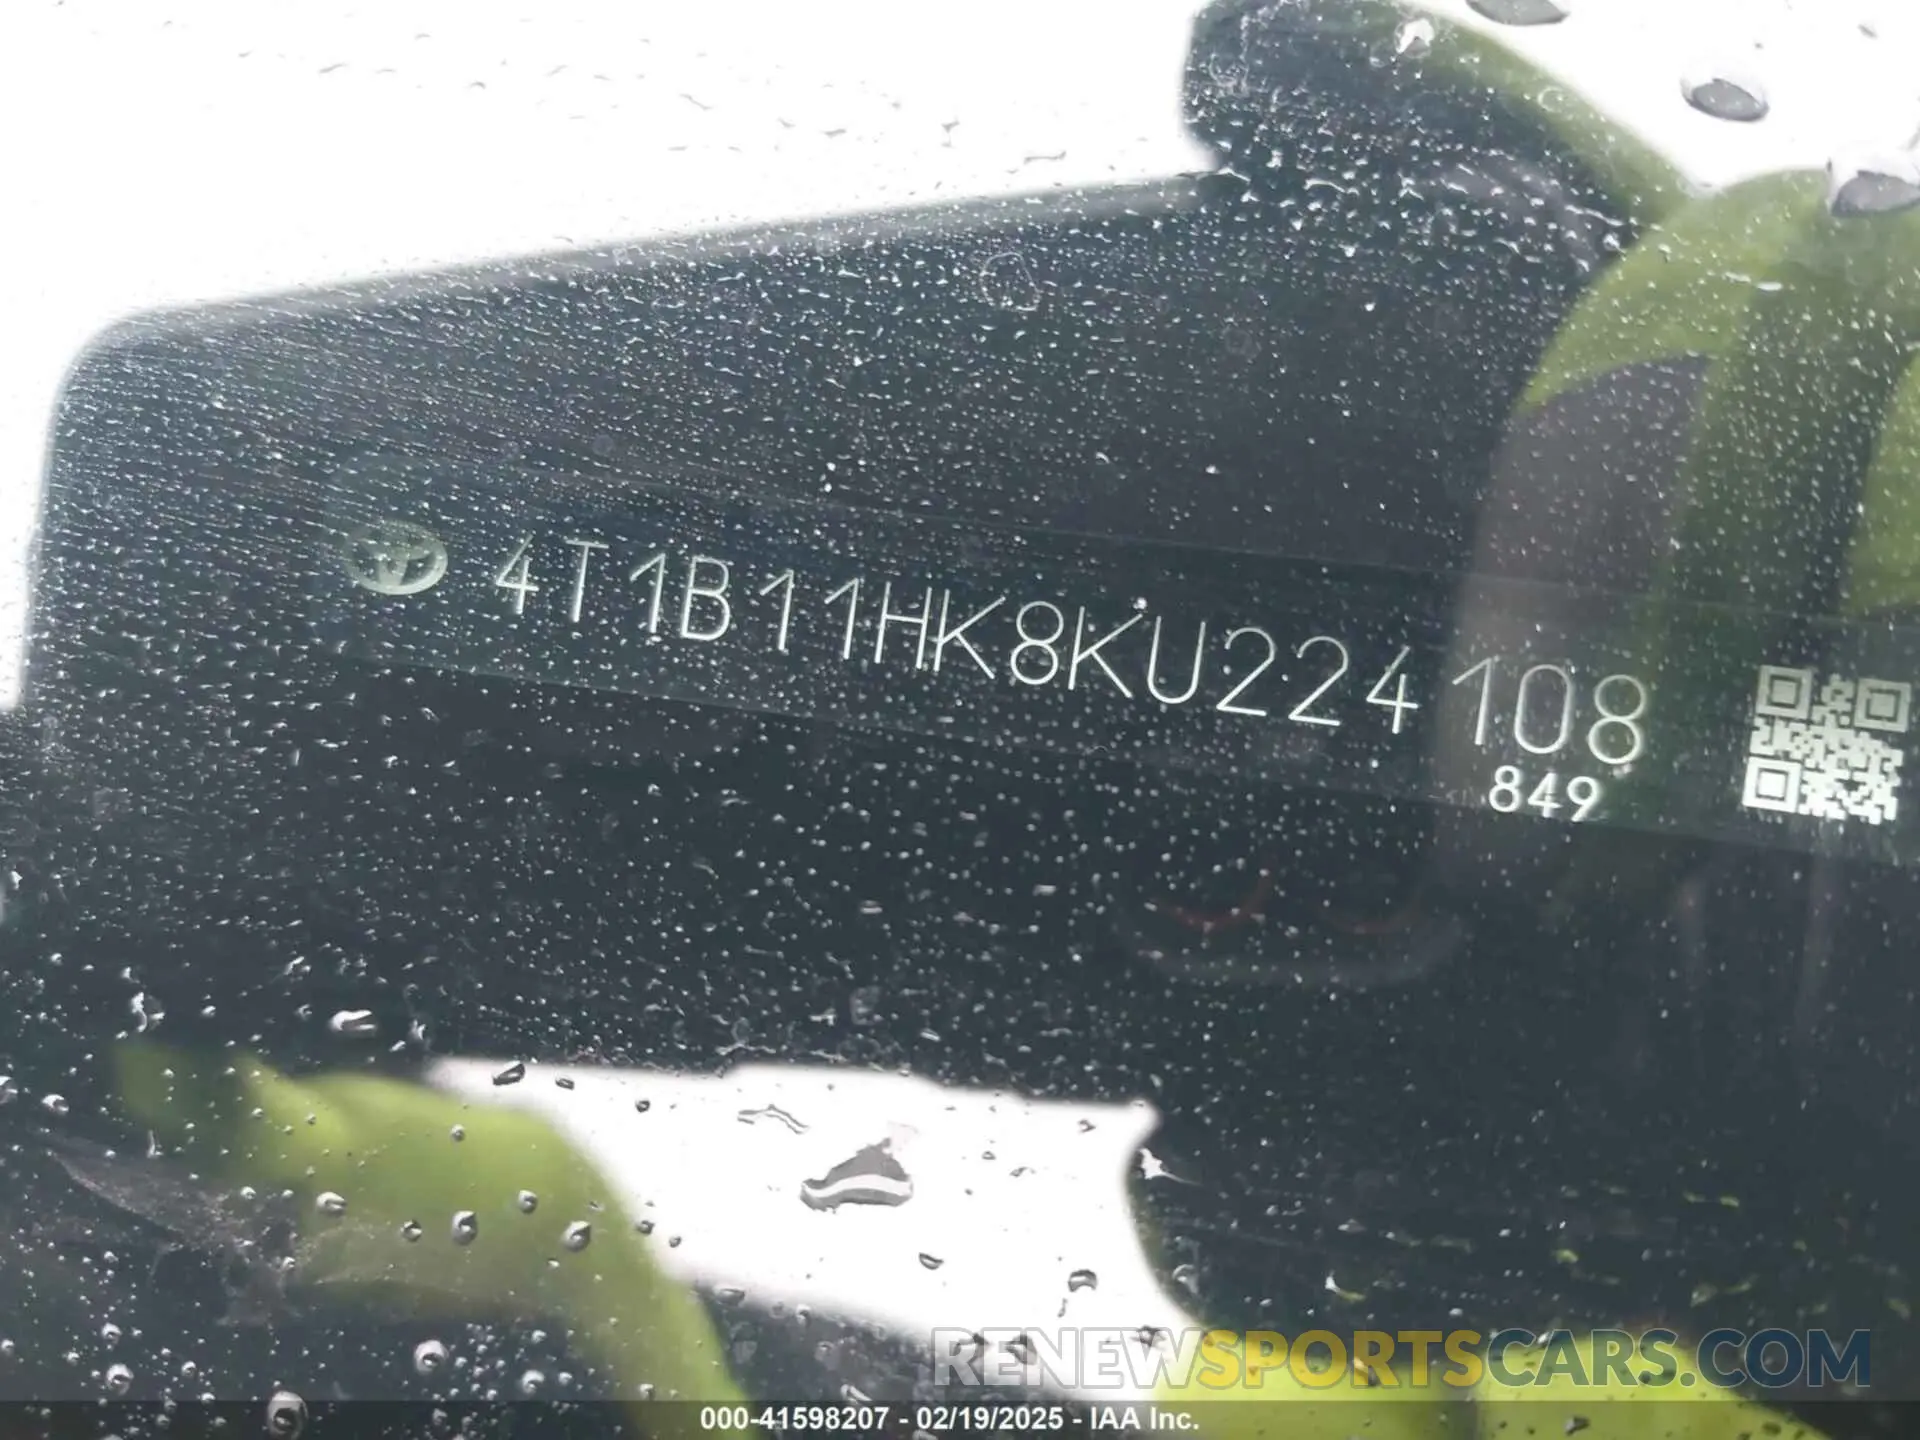 4T1B11HK8KU224108
849
RENEWSPORTSCARS.COM
000-41598207 - 02/19/2025 - IAA Inc.